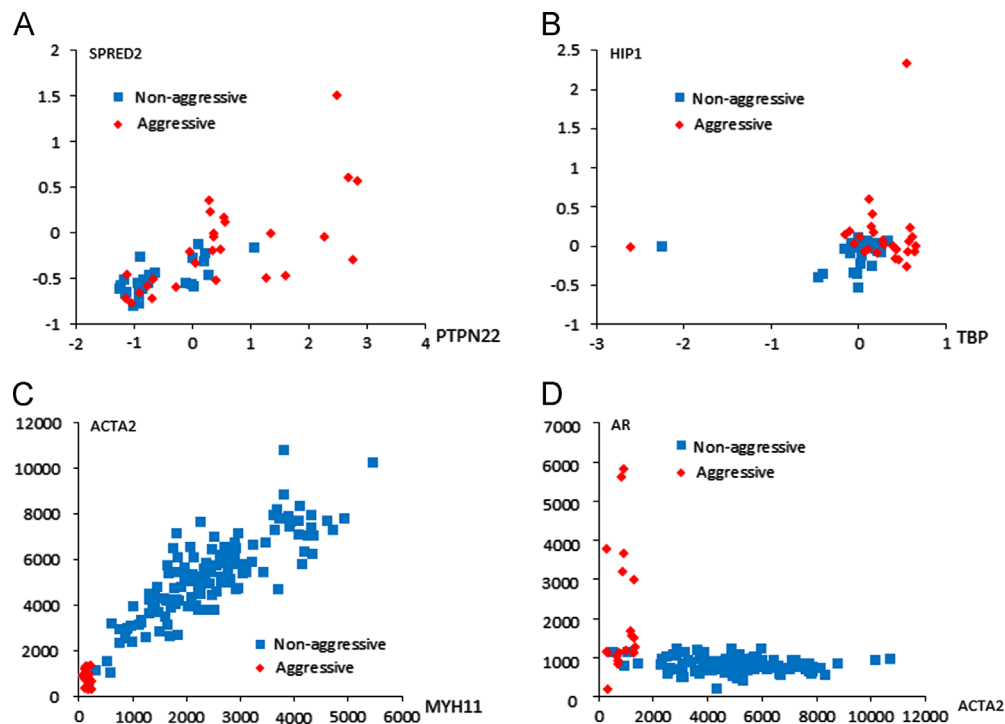 A
SPRED2
2
1.5
1
0.5
0
-0.5
-1
-2
-1
0
1
2
3
4
PTPN22
Non-aggressive
Aggressive
B
HIP1
2.5
2
1.5
1
0.5
0
-0.5
-1
-3
-2
-1
0
1
TBP
Non-aggressive
Aggressive
C
ACTA2
12000
10000
8000
6000
4000
2000
0
0
1000
2000
3000
4000
5000
6000
MYH11
Non-aggressive
Aggressive
D
AR
7000
6000
5000
4000
3000
2000
1000
0
0
2000
4000
6000
8000
10000
12000
ACTA2
Non-aggressive
Aggressive